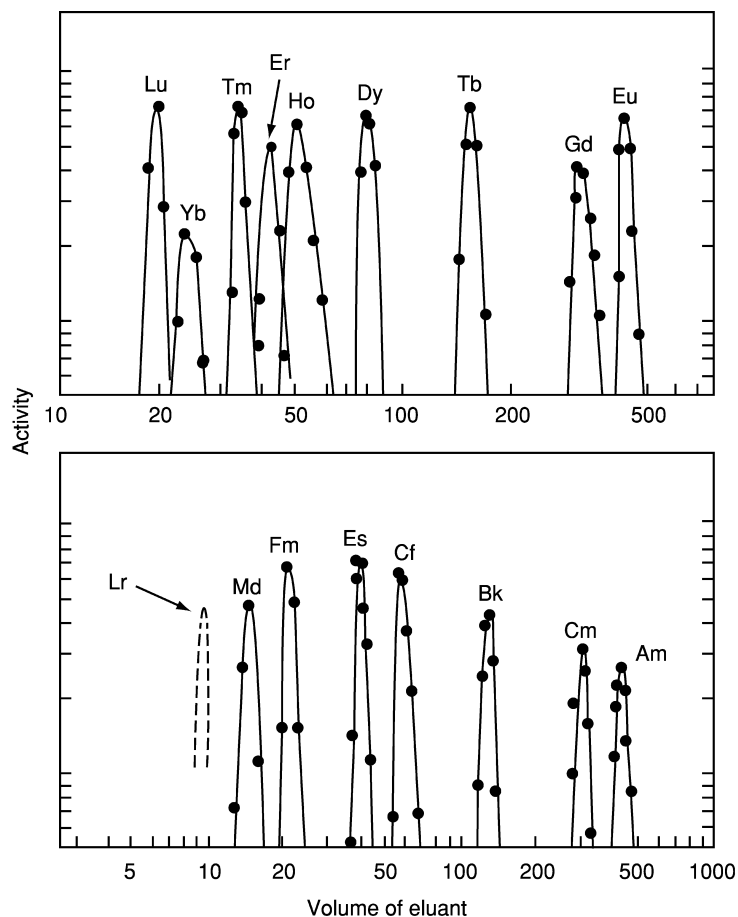 Er
Lu
Tm
Ho
Dy
Tb
Eu
Gd
Yb
10 20 50 100 200 500
Activity
Es
Fm
Cf
Lr
Md
Bk
Cm
Am
5 10 20 50 100 200 500 1000
Volume of eluant